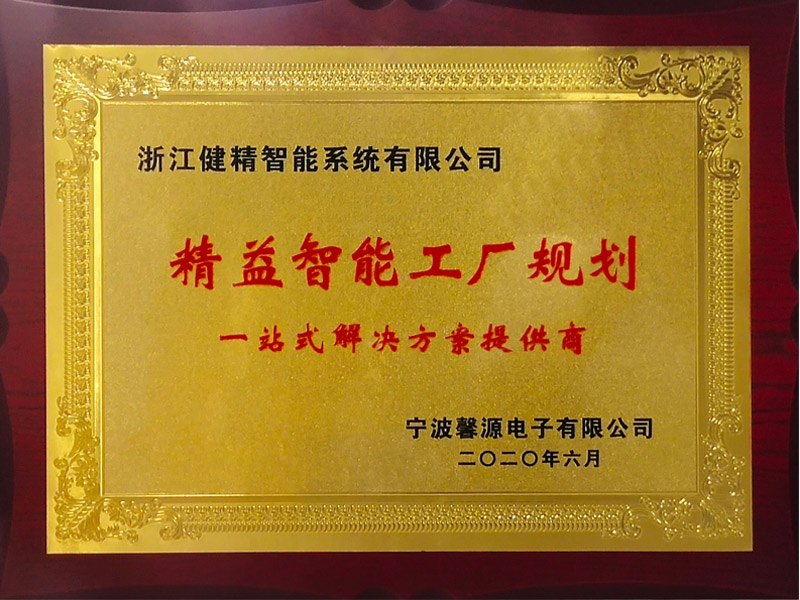 浙江健精智能系统有限公司
精益智能工厂规划
一站式解决方案提供商
宁波馨源电子有限公司
二〇二〇年六月